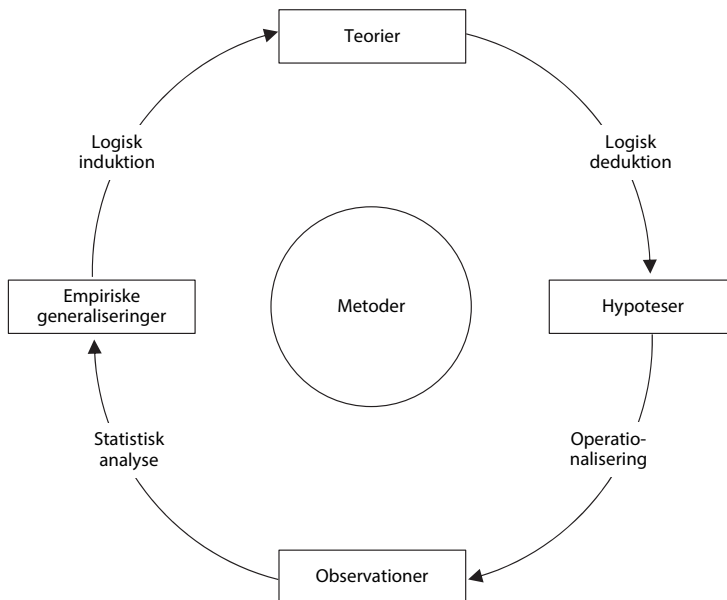 Teorier
Logisk
induktion
Logisk
deduktion
Empiriske
generaliseringer
Metoder
Hypoteser
Statistisk
analyse
Operatio-
nalisering
Observationer